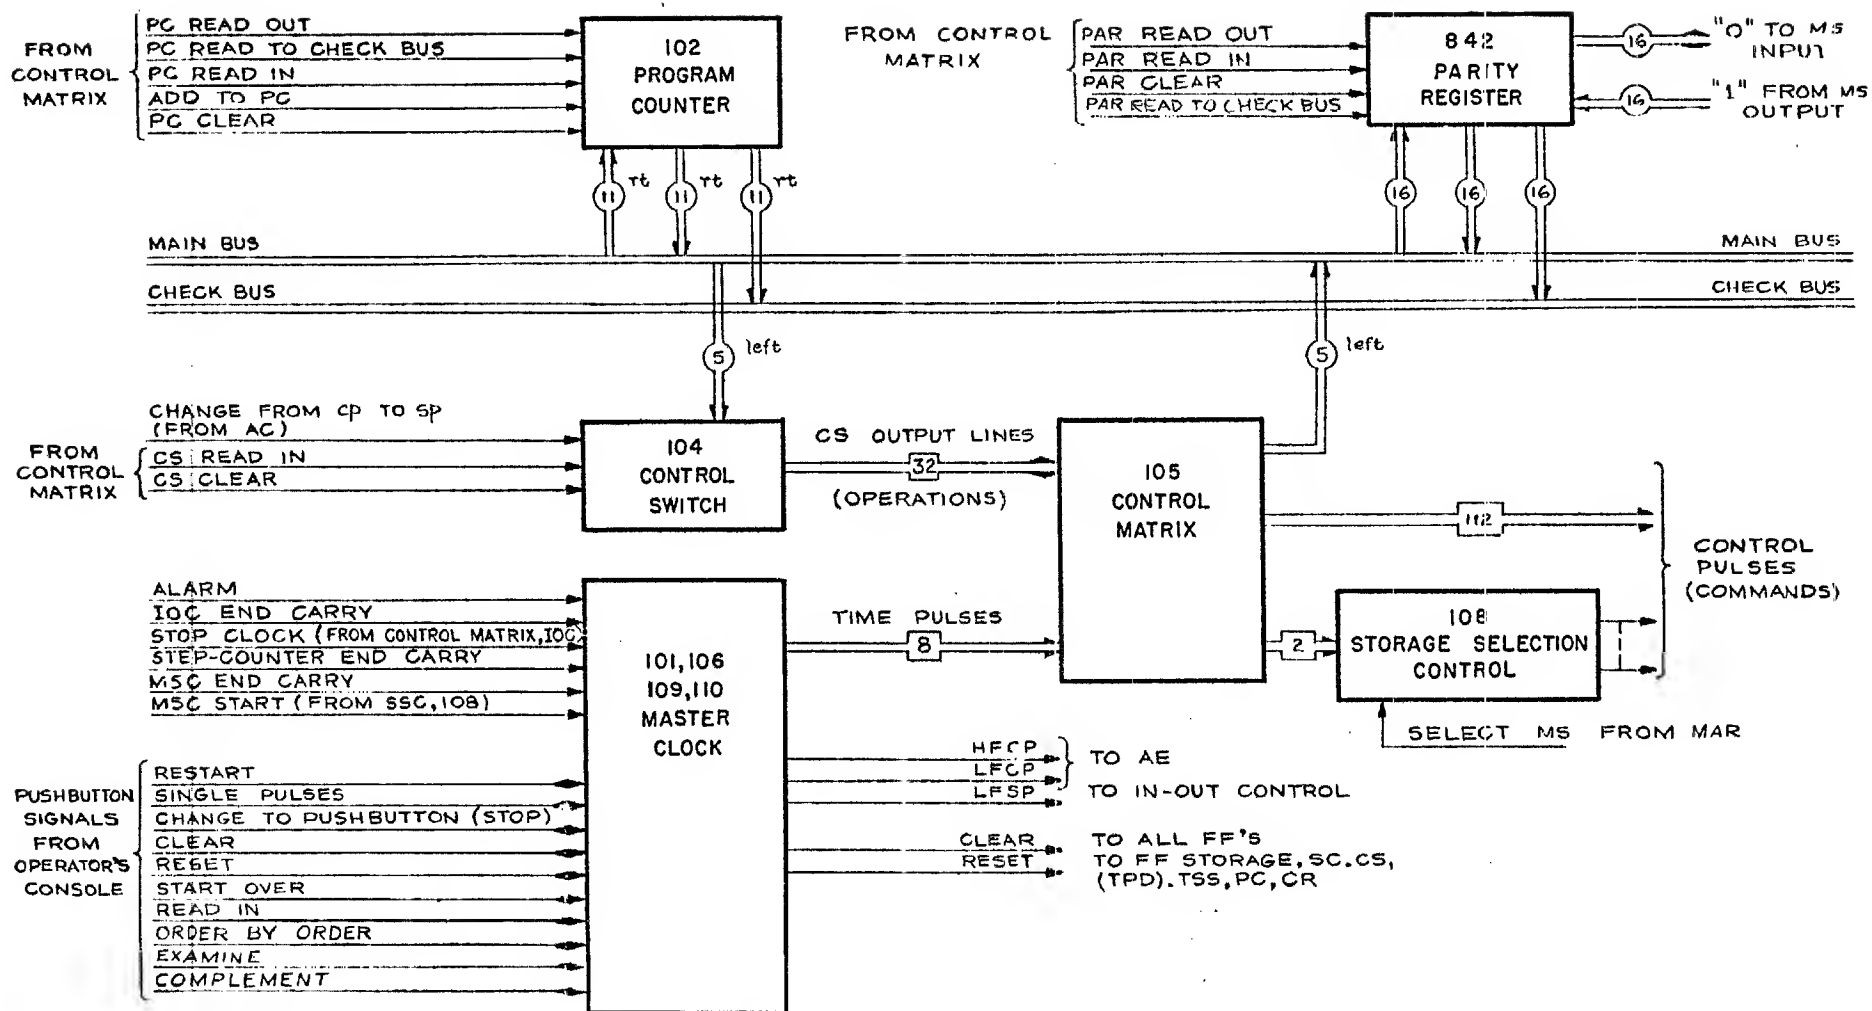 FROM
CONTROL
MATRIX
PC READ OUT
PC READ TO CHECK BUS
PC READ IN
ADD TO PC
PC CLEAR
102
PROGRAM
COUNTER
FROM CONTROL
MATRIX
PAR READ OUT
PAR READ IN
PAR CLEAR
PAR READ TO CHECK BUS
842
PARITY
REGISTER
16
"0" TO MS
INPUT
16
"1" FROM MS
OUTPUT
11 rt
11 rt
11 rt
16
16
16
MAIN BUS
MAIN BUS
CHECK BUS
CHECK BUS
5 left
5 left
CHANGE FROM cp TO sp
(FROM AC)
FROM
CONTROL
MATRIX
CS READ IN
CS CLEAR
104
CONTROL
SWITCH
CS OUTPUT LINES
32
(OPERATIONS)
105
CONTROL
MATRIX
112
CONTROL
PULSES
(COMMANDS)
ALARM
IOC END CARRY
STOP CLOCK (FROM CONTROL MATRIX, IOC)
STEP-COUNTER END CARRY
MSC END CARRY
MSC START (FROM SSC, 108)
101, 106
109, 110
MASTER
CLOCK
TIME PULSES
8
2
108
STORAGE SELECTION
CONTROL
SELECT MS FROM MAR
HFCP
LFCP
TO AE
LFSP
TO IN-OUT CONTROL
CLEAR
TO ALL FF'S
RESET
TO FF STORAGE, SC. CS,
(TPD). TSS, PC, CR
PUSHBUTTON
SIGNALS
FROM
OPERATOR'S
CONSOLE
RESTART
SINGLE PULSES
CHANGE TO PUSHBUTTON (STOP)
CLEAR
RESET
START OVER
READ IN
ORDER BY ORDER
EXAMINE
COMPLEMENT